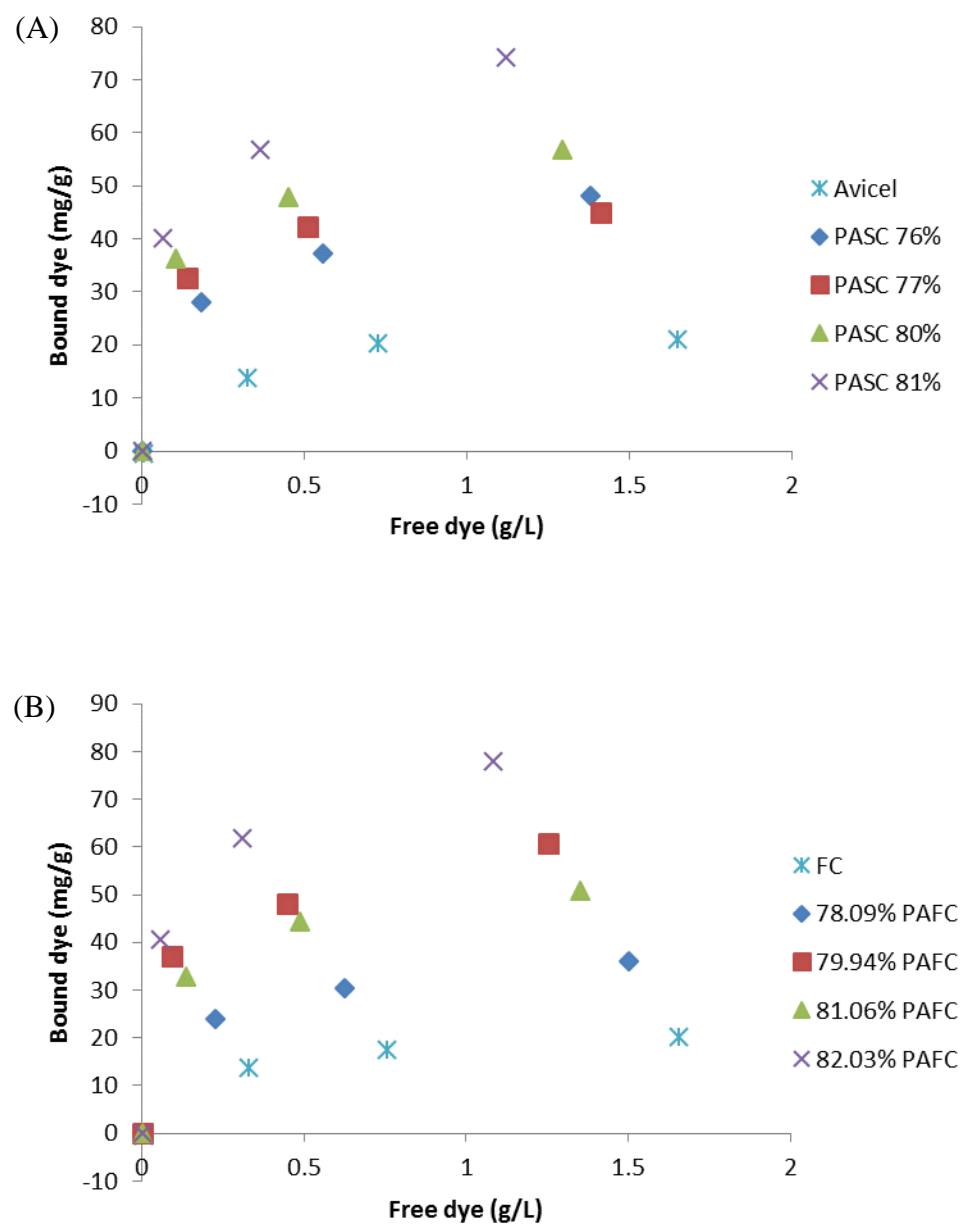 (A)
80
70
60
50
40
30
20
10
0
-10
0
0.5
1
1.5
2
Bound dye (mg/g)
Free dye (g/L)
Avicel
PASC 76%
PASC 77%
PASC 80%
PASC 81%
(B)
90
80
70
60
50
40
30
20
10
0
-10
0
0.5
1
1.5
2
Bound dye (mg/g)
Free dye (g/L)
FC
78.09% PAFC
79.94% PAFC
81.06% PAFC
82.03% PAFC